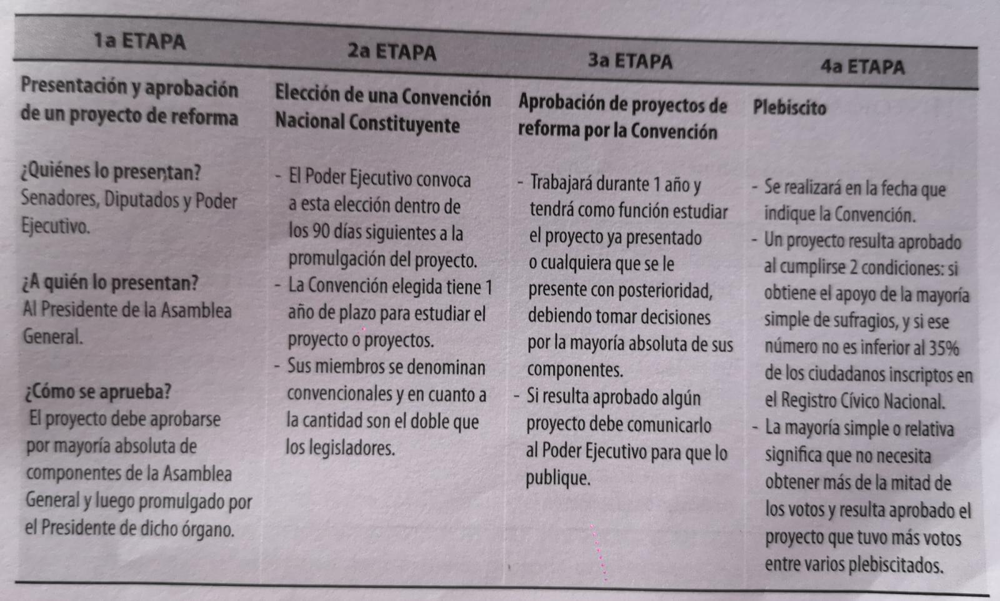 1a ETAPA
Presentación y aprobación
de un proyecto de reforma
¿Quiénes lo presentan?
Senadores, Diputados y Poder
Ejecutivo.
¿A quién lo presentan?
Al Presidente de la Asamblea
General.
¿Cómo se aprueba?
El proyecto debe aprobarse
por mayoría absoluta de
componentes de la Asamblea
General y luego promulgado por
el Presidente de dicho órgano.
2a ETAPA
Elección de una Convención
Nacional Constituyente
- El Poder Ejecutivo convoca
a esta elección dentro de
los 90 días siguientes a la
promulgación del proyecto.
- La Convención elegida tiene 1
año de plazo para estudiar el
proyecto o proyectos.
- Sus miembros se denominan
convencionales y en cuanto a
la cantidad son el doble que
los legisladores.
3a ETAPA
Aprobación de proyectos de
reforma por la Convención
- Trabajará durante 1 año y
tendrá como función estudiar
el proyecto ya presentado
o cualquiera que se le
presente con posterioridad,
debiendo tomar decisiones
por la mayoría absoluta de sus
componentes.
- Si resulta aprobado algún
proyecto debe comunicarlo
al Poder Ejecutivo para que lo
publique.
4a ETAPA
Plebiscito
- Se realizará en la fecha que
indique la Convención.
- Un proyecto resulta aprobado
al cumplirse 2 condiciones: si
obtiene el apoyo de la mayoría
simple de sufragios, y si ese
número no es inferior al 35%
de los ciudadanos inscriptos en
el Registro Cívico Nacional.
- La mayoría simple o relativa
significa que no necesita
obtener más de la mitad de
los votos y resulta aprobado el
proyecto que tuvo más votos
entre varios plebiscitados.